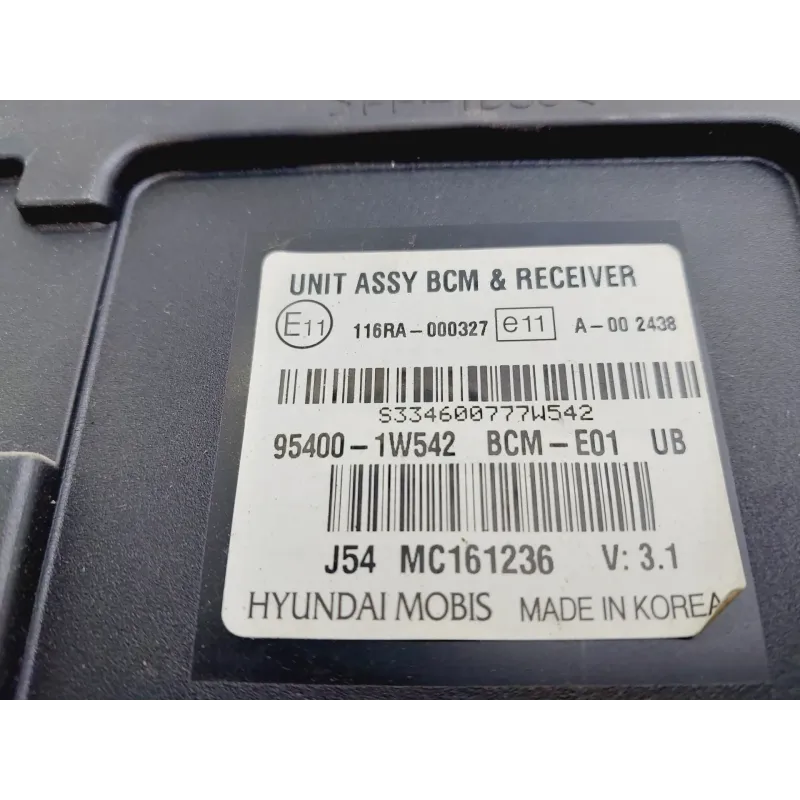 UNIT ASSY BCM & RECEIVER
E11 116RA-000327 e11 A-00 2438
S334600777W542
95400-1W542 BCM-E01 UB
J54 MC161236 V: 3.1
HYUNDAI MOBIS MADE IN KOREA